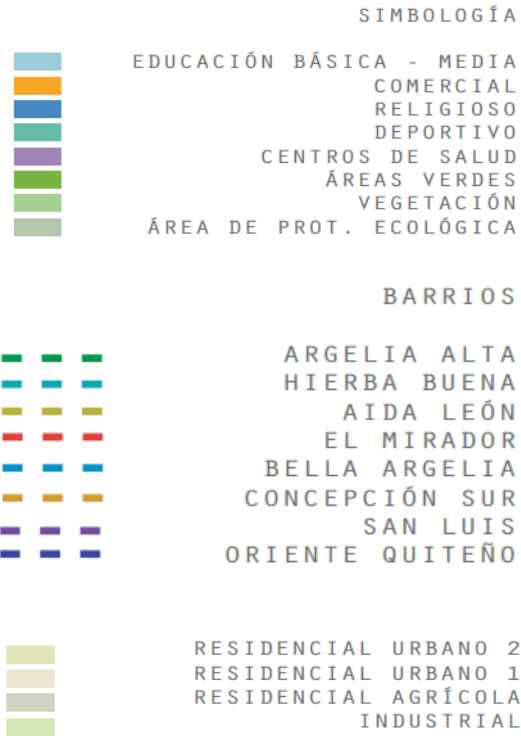 SIMBOLOGÍA
EDUCACIÓN BÁSICA - MEDIA
COMERCIAL
RELIGIOSO
DEPORTIVO
CENTROS DE SALUD
ÁREAS VERDES
VEGETACIÓN
ÁREA DE PROT. ECOLÓGICA
BARRIOS
ARGELIA ALTA
HIERBA BUENA
AIDA LEÓN
EL MIRADOR
BELLA ARGELIA
CONCEPCIÓN SUR
SAN LUIS
ORIENTE QUITEÑO
RESIDENCIAL URBANO 2
RESIDENCIAL URBANO 1
RESIDENCIAL AGRÍCOLA
INDUSTRIAL